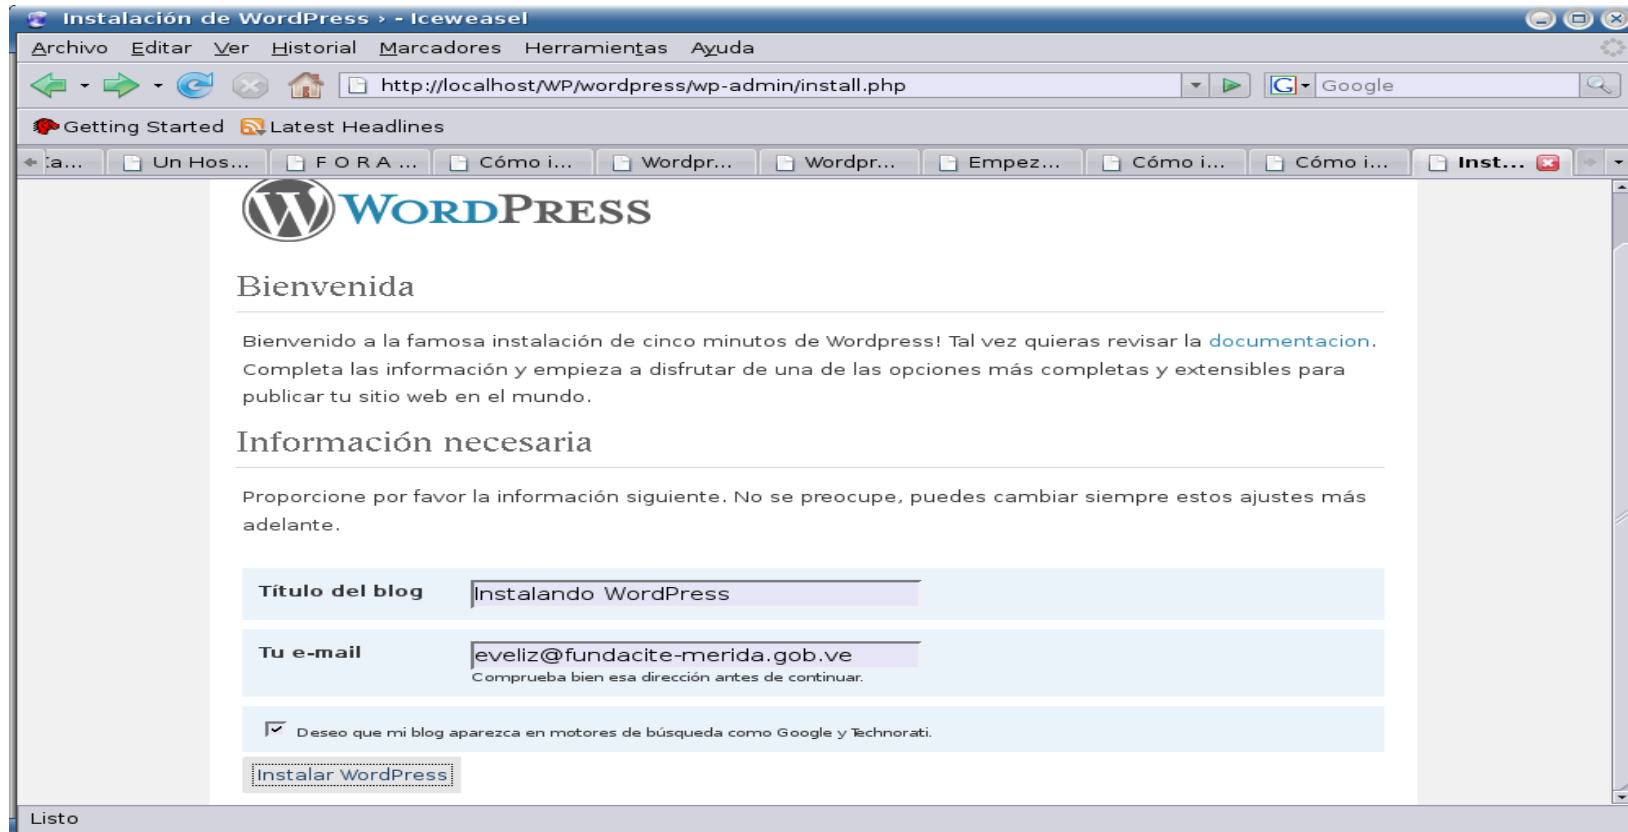 Instalación de WordPress › - Iceweasel
Archivo Editar Ver Historial Marcadores Herramientas Ayuda
http://localhost/WP/wordpress/wp-admin/install.php G Google
Getting Started Latest Headlines
Un Hos... F O R A ... Cómo i... Wordpr... Wordpr... Empez... Cómo i... Cómo i... Inst...
WORDPRESS
Bienvenida
Bienvenido a la famosa instalación de cinco minutos de Wordpress! Tal vez quieras revisar la documentacion.
Completa las información y empieza a disfrutar de una de las opciones más completas y extensibles para
publicar tu sitio web en el mundo.
Información necesaria
Proporcione por favor la información siguiente. No se preocupe, puedes cambiar siempre estos ajustes más
adelante.
Título del blog Instalando WordPress
Tu e-mail eveliz@fundacite-merida.gob.ve
Comprueba bien esa dirección antes de continuar.
Deseo que mi blog aparezca en motores de búsqueda como Google y Technorati.
Instalar WordPress
Listo